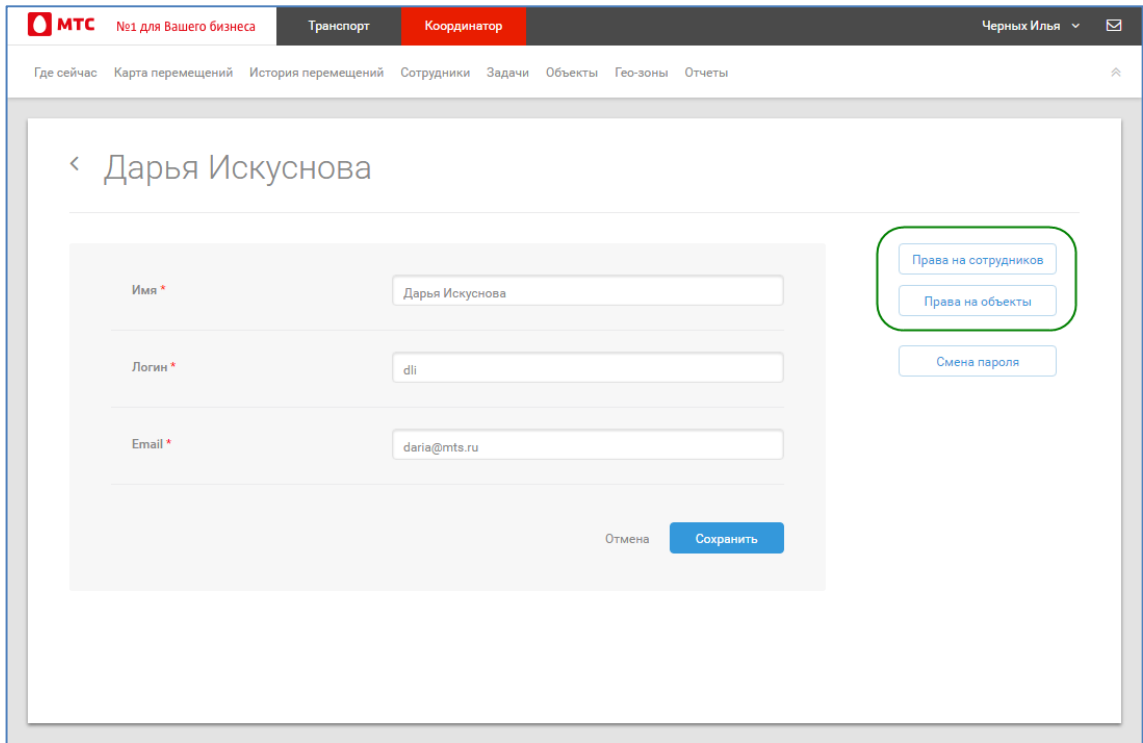 МТС №1 для Вашего бизнеса Транспорт Координатор Черных Илья
Где сейчас Карта перемещений История перемещений Сотрудники Задачи Объекты Гео-зоны Отчеты
Дарья Искуснова
Права на сотрудников
Имя * Дарья Искуснова
Права на объекты
Логин * dli
Смена пароля
Email * daria@mts.ru
Отмена Сохранить